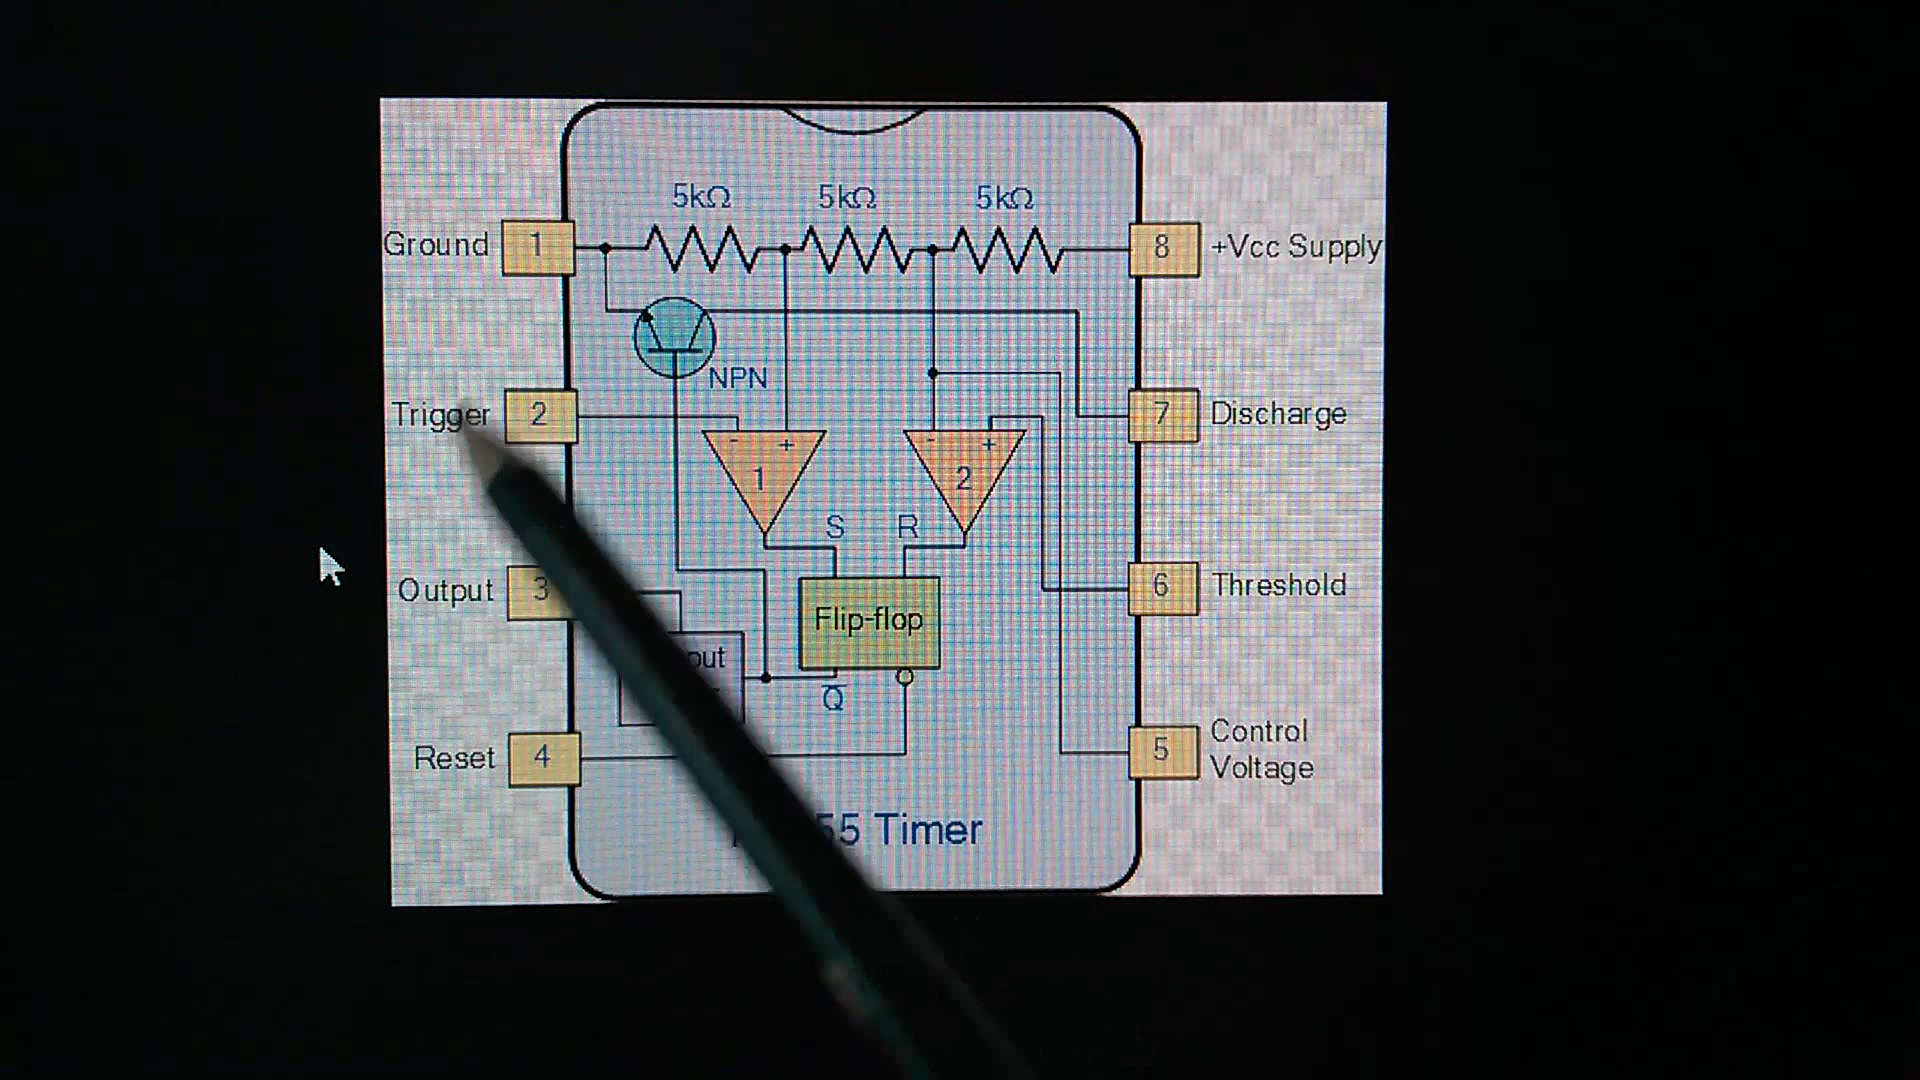 5kΩ 5kΩ 5kΩ
Ground 1
8 +Vcc Supply
NPN
Trigger 2
7 Discharge
- +
1
- +
2
S R
Output 3
6 Threshold
Flip-flop
Q̅
Reset 4
5 Control
Voltage
Timer